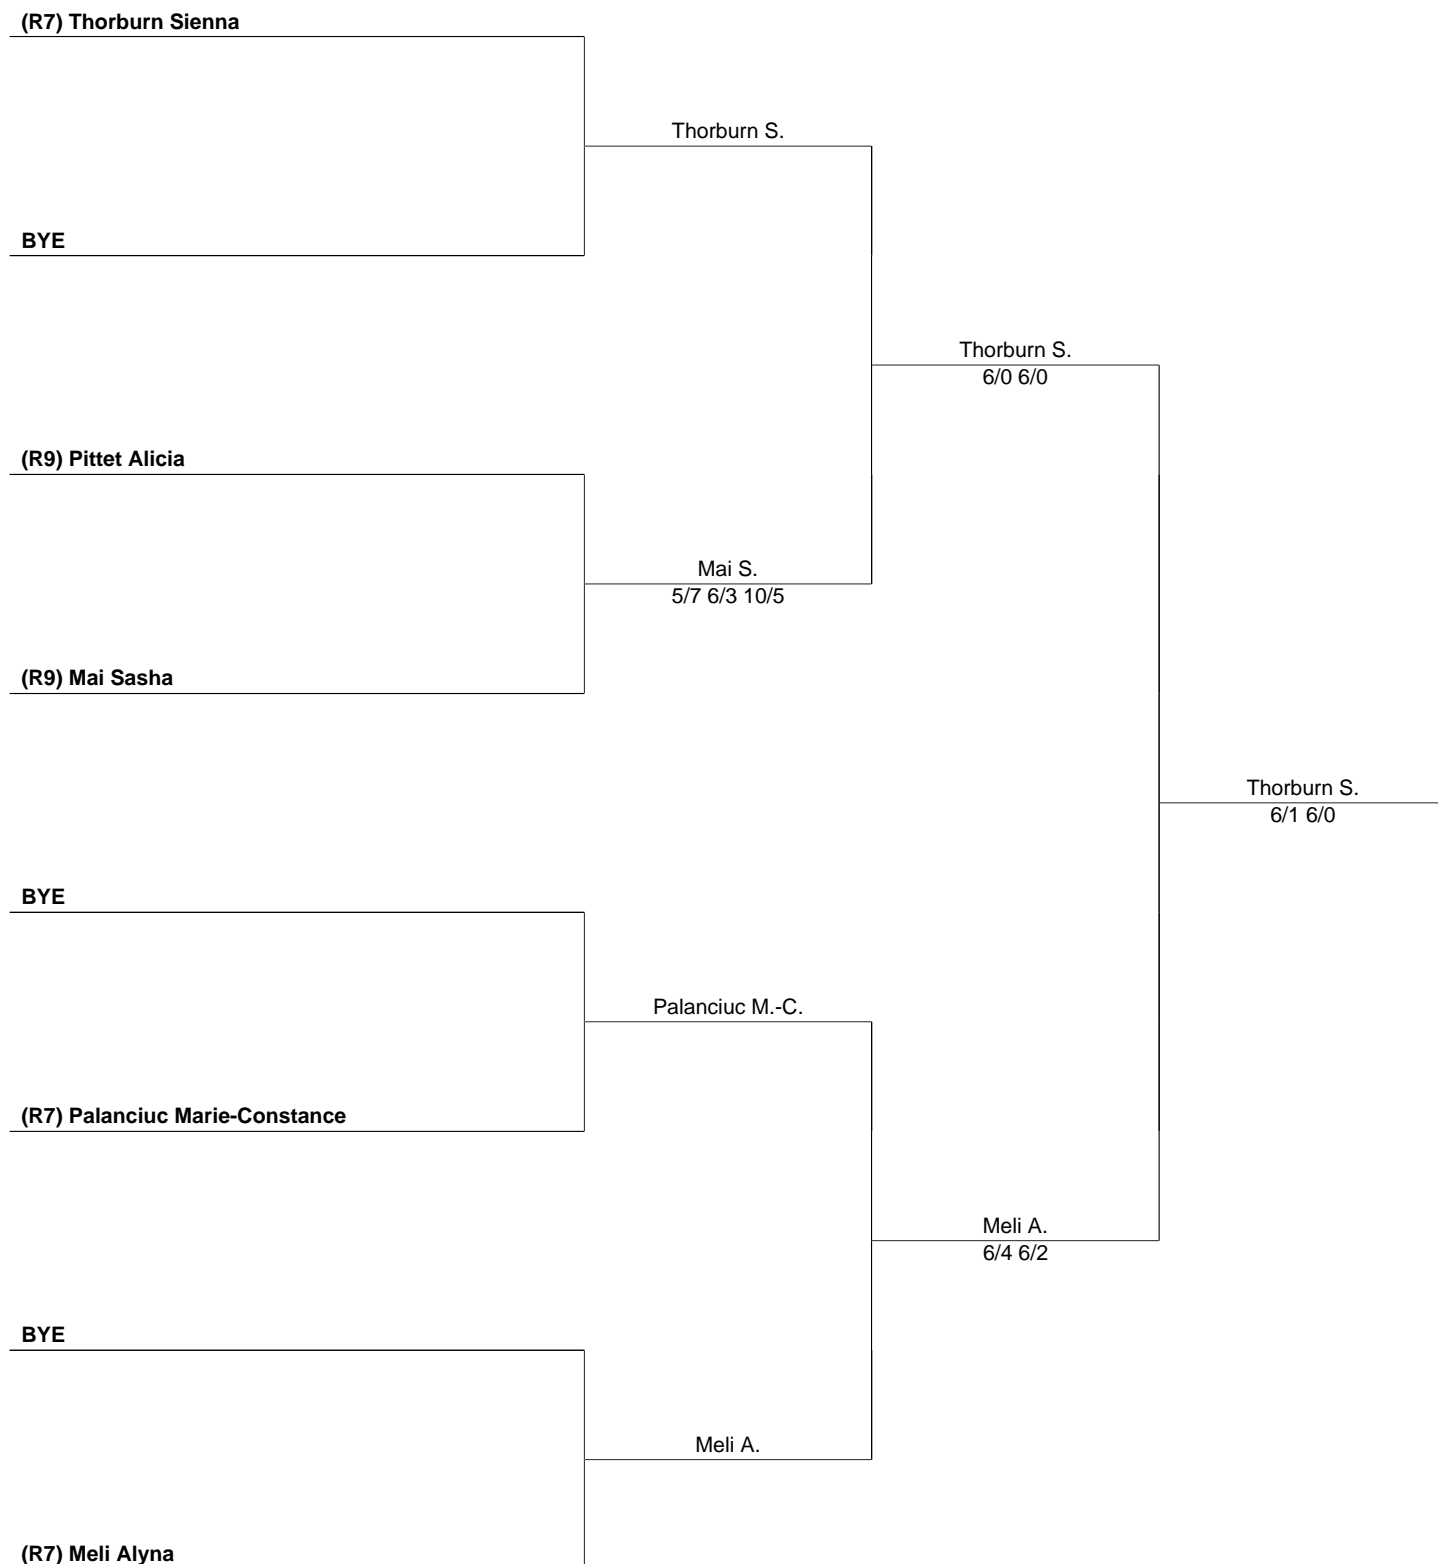 (R7) Thorburn Sienna
Thorburn S.
BYE
Thorburn S.
6/0 6/0
(R9) Pittet Alicia
Mai S.
5/7 6/3 10/5
(R9) Mai Sasha
Thorburn S.
6/1 6/0
BYE
Palanciuc M.-C.
(R7) Palanciuc Marie-Constance
Meli A.
6/4 6/2
BYE
Meli A.
(R7) Meli Alyna